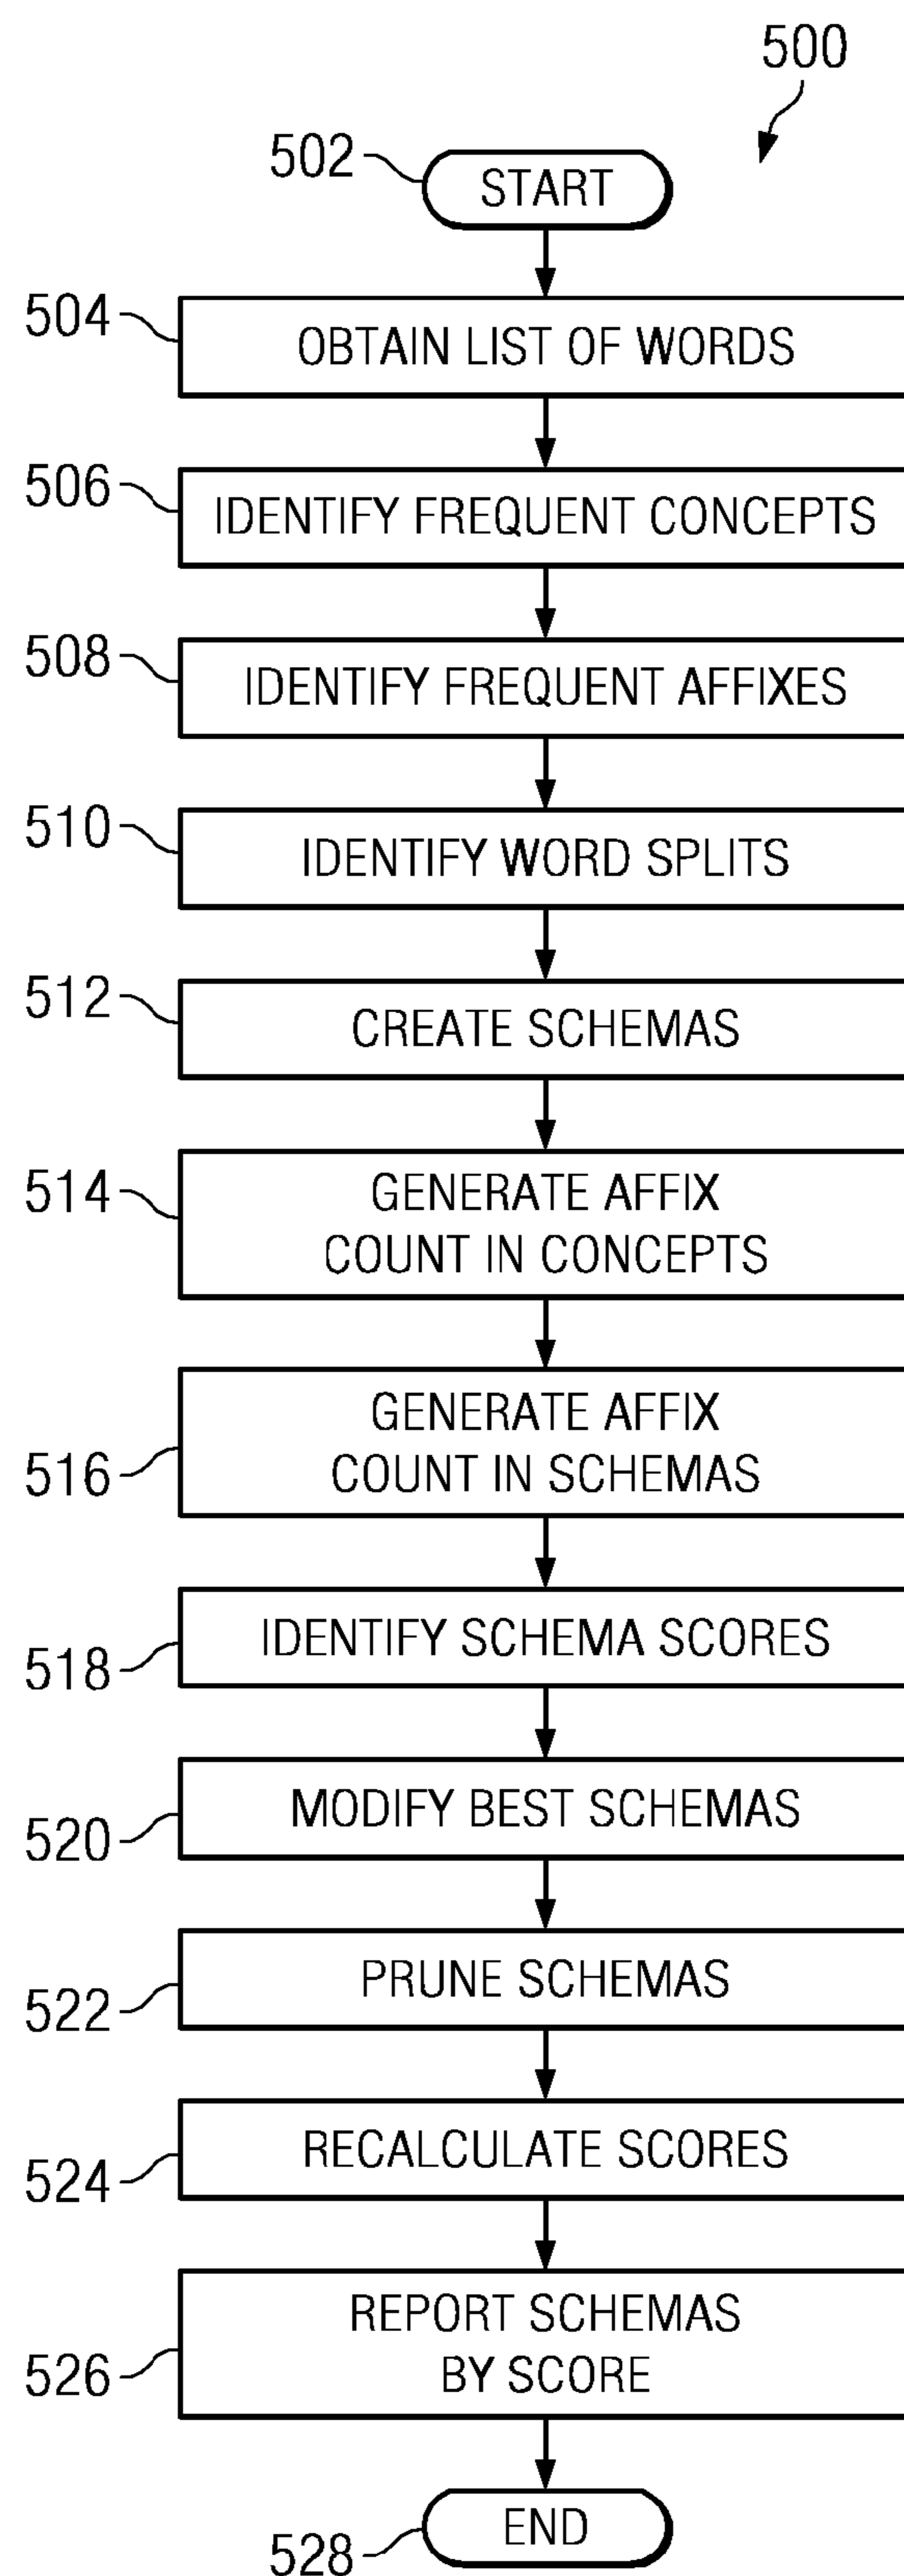 500
502
START
504
OBTAIN LIST OF WORDS
506
IDENTIFY FREQUENT CONCEPTS
508
IDENTIFY FREQUENT AFFIXES
510
IDENTIFY WORD SPLITS
512
CREATE SCHEMAS
514
GENERATE AFFIX
COUNT IN CONCEPTS
516
GENERATE AFFIX
COUNT IN SCHEMAS
518
IDENTIFY SCHEMA SCORES
520
MODIFY BEST SCHEMAS
522
PRUNE SCHEMAS
524
RECALCULATE SCORES
526
REPORT SCHEMAS
BY SCORE
528
END